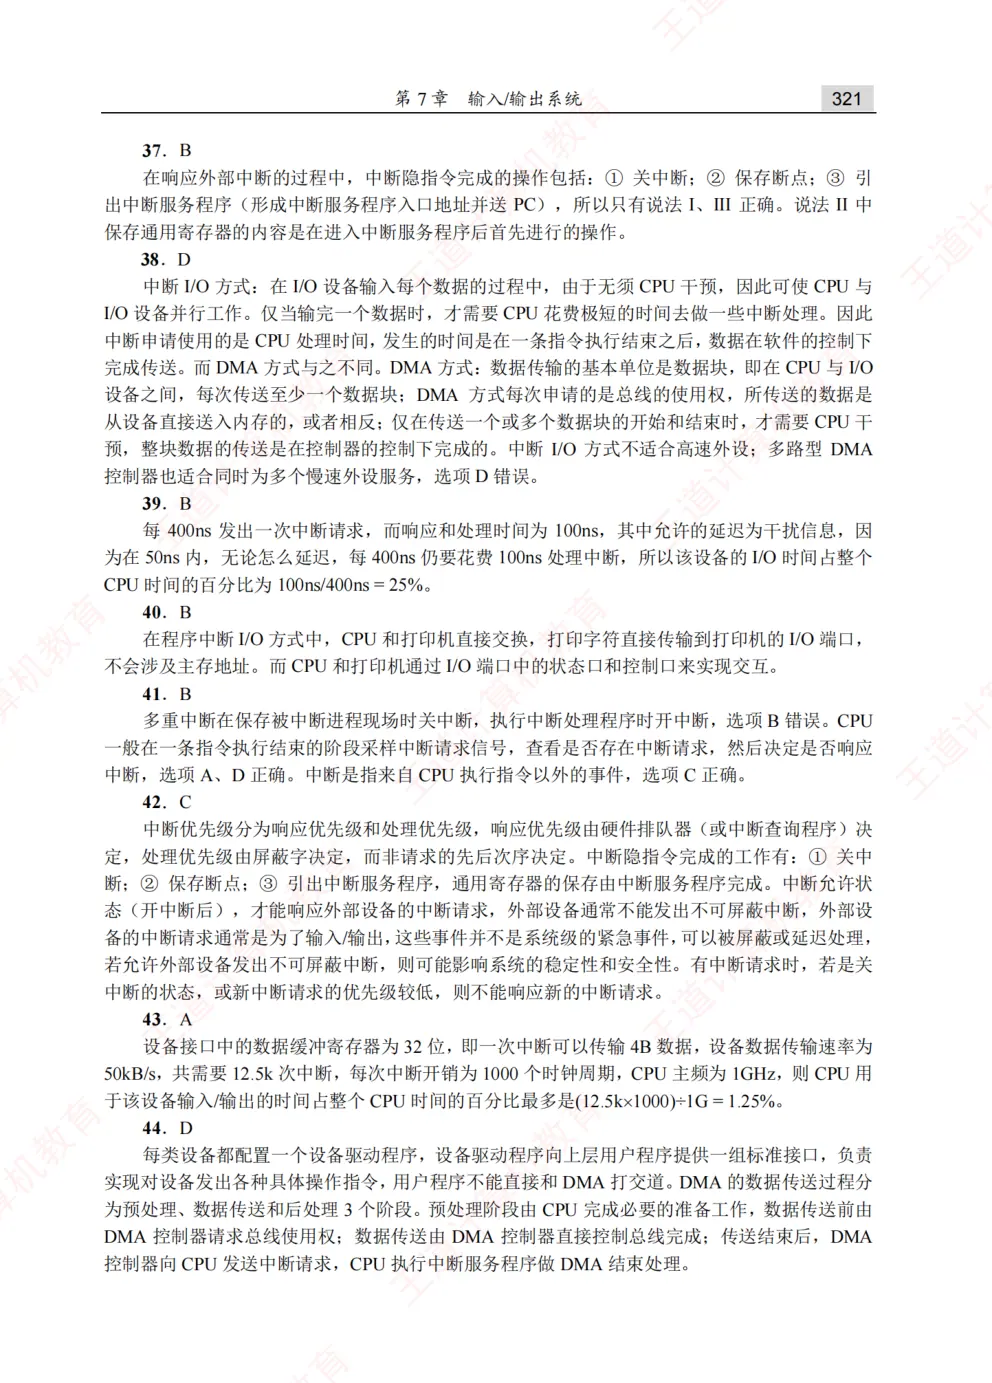 第 7 章 输入/输出系统
321
37．B
在响应外部中断的过程中，中断隐指令完成的操作包括：① 关中断；② 保存断点；③ 引
出中断服务程序（形成中断服务程序入口地址并送 PC），所以只有说法 I、III 正确。说法 II 中
保存通用寄存器的内容是在进入中断服务程序后首先进行的操作。
38．D
中断 I/O 方式：在 I/O 设备输入每个数据的过程中，由于无须 CPU 干预，因此可使 CPU 与
I/O 设备并行工作。仅当输完一个数据时，才需要 CPU 花费极短的时间去做一些中断处理。因此
中断申请使用的是 CPU 处理时间，发生的时间是在一条指令执行结束之后，数据在软件的控制下
完成传送。而 DMA 方式与之不同。DMA 方式：数据传输的基本单位是数据块，即在 CPU 与 I/O
设备之间，每次传送至少一个数据块；DMA 方式每次申请的是总线的使用权，所传送的数据是
从设备直接送入内存的，或者相反；仅在传送一个或多个数据块的开始和结束时，才需要 CPU 干
预，整块数据的传送是在控制器的控制下完成的。中断 I/O 方式不适合高速外设；多路型 DMA
控制器也适合同时为多个慢速外设服务，选项 D 错误。
39．B
每 400ns 发出一次中断请求，而响应和处理时间为 100ns，其中允许的延迟为干扰信息，因
为在 50ns 内，无论怎么延迟，每 400ns 仍要花费 100ns 处理中断，所以该设备的 I/O 时间占整个
CPU 时间的百分比为 100ns/400ns = 25%。
40．B
在程序中断 I/O 方式中，CPU 和打印机直接交换，打印字符直接传输到打印机的 I/O 端口，
不会涉及主存地址。而 CPU 和打印机通过 I/O 端口中的状态口和控制口来实现交互。
41．B
多重中断在保存被中断进程现场时关中断，执行中断处理程序时开中断，选项 B 错误。CPU
一般在一条指令执行结束的阶段采样中断请求信号，查看是否存在中断请求，然后决定是否响应
中断，选项 A、D 正确。中断是指来自 CPU 执行指令以外的事件，选项 C 正确。
42．C
中断优先级分为响应优先级和处理优先级，响应优先级由硬件排队器（或中断查询程序）决
定，处理优先级由屏蔽字决定，而非请求的先后次序决定。中断隐指令完成的工作有：① 关中
断；② 保存断点；③ 引出中断服务程序，通用寄存器的保存由中断服务程序完成。中断允许状
态（开中断后），才能响应外部设备的中断请求，外部设备通常不能发出不可屏蔽中断，外部设
备的中断请求通常是为了输入/输出，这些事件并不是系统级的紧急事件，可以被屏蔽或延迟处理，
若允许外部设备发出不可屏蔽中断，则可能影响系统的稳定性和安全性。有中断请求时，若是关
中断的状态，或新中断请求的优先级较低，则不能响应新的中断请求。
43．A
设备接口中的数据缓冲寄存器为 32 位，即一次中断可以传输 4B 数据，设备数据传输速率为
50kB/s，共需要 12.5k 次中断，每次中断开销为 1000 个时钟周期，CPU 主频为 1GHz，则 CPU 用
于该设备输入/输出的时间占整个 CPU 时间的百分比最多是(12.5k×1000)÷1G = 1.25%。
44．D
每类设备都配置一个设备驱动程序，设备驱动程序向上层用户程序提供一组标准接口，负责
实现对设备发出各种具体操作指令，用户程序不能直接和 DMA 打交道。DMA 的数据传送过程分
为预处理、数据传送和后处理 3 个阶段。预处理阶段由 CPU 完成必要的准备工作，数据传送前由
DMA 控制器请求总线使用权；数据传送由 DMA 控制器直接控制总线完成；传送结束后，DMA
控制器向 CPU 发送中断请求，CPU 执行中断服务程序做 DMA 结束处理。